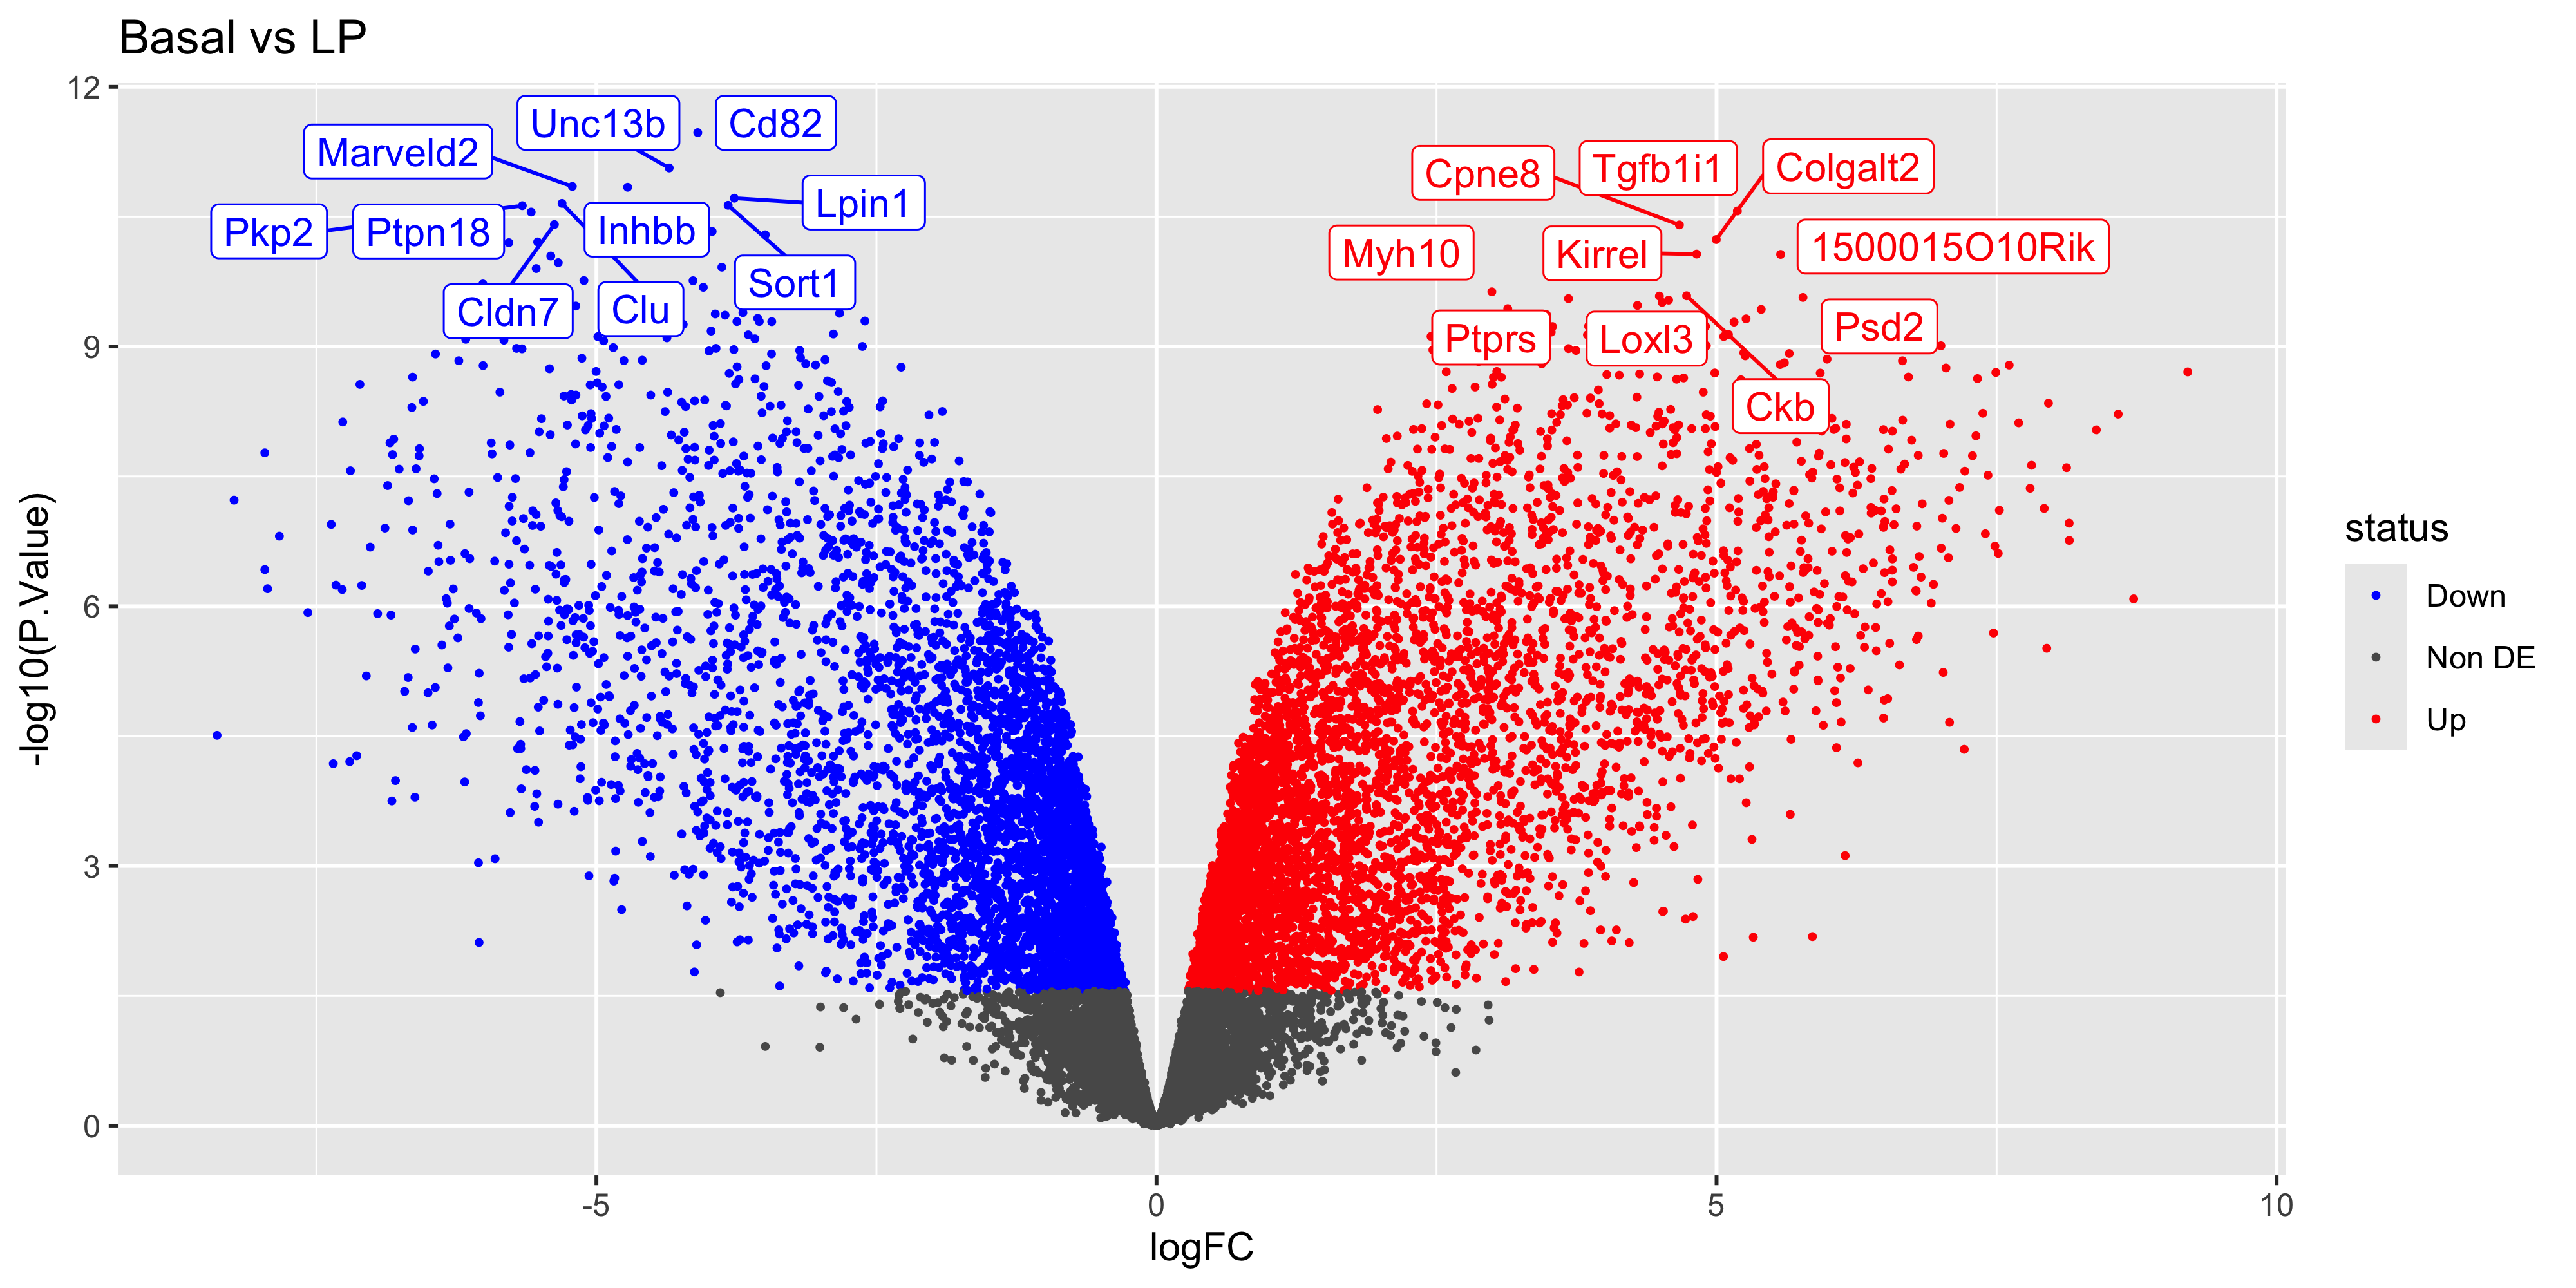 Basal vs LP
12
9
6
3
0
-log10(P.Value)
Unc13b
Cd82
Marveld2
Lpin1
Pkp2
Ptpn18
Inhbb
Sort1
Cldn7
Clu
Cpne8
Tgfb1i1
Colgalt2
Myh10
Kirrel
1500015O10Rik
Ptprs
Loxl3
Psd2
Ckb
-5
0
5
10
logFC
status
Down
Non DE
Up